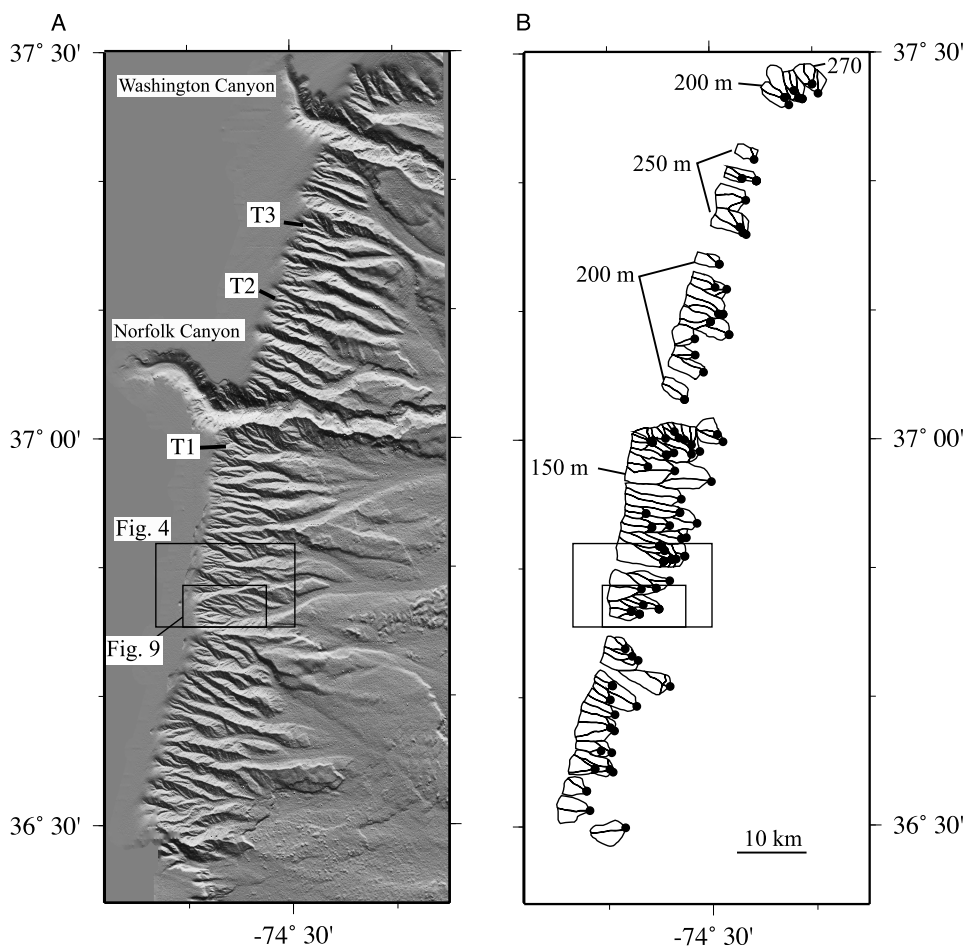 A
B
37° 30'
37° 30'
Washington Canyon
200 m
270
250 m
T3
T2
200 m
Norfolk Canyon
37° 00'
37° 00'
T1
150 m
Fig. 4
Fig. 9
36° 30'
36° 30'
10 km
-74° 30'
-74° 30'